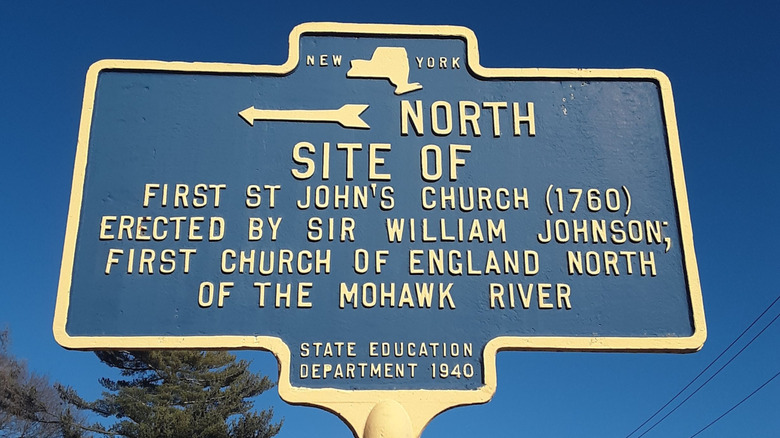 NEW YORK
NORTH
SITE OF
FIRST ST JOHN'S CHURCH (1760)
ERECTED BY SIR WILLIAM JOHNSON;
FIRST CHURCH OF ENGLAND NORTH
OF THE MOHAWK RIVER
STATE EDUCATION
DEPARTMENT 1940